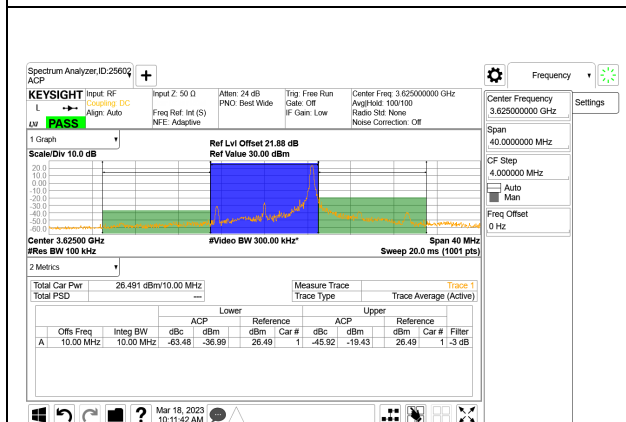 Spectrum Analyzer,ID:25602
ACP
+
Frequency
KEYSIGHT Input: RF Input Z: 50 Ω Atten: 24 dB Trig: Free Run Center Freq: 3.625000000 GHz
L Coupling: DC PNO: Best Wide Gate: Off Avg|Hold: 100/100
Align: Auto Freq Ref: Int (S) IF Gain: Low Radio Std: None
LXI PASS NFE: Adaptive Noise Correction: Off
Center Frequency Settings
3.625000000 GHz
Span
40.0000000 MHz
CF Step
4.000000 MHz
Auto
Man
Freq Offset
0 Hz
1 Graph
Ref Lvl Offset 21.88 dB
Scale/Div 10.0 dB Ref Value 30.00 dBm
20.0
10.0
0.00
-10.0
-20.0
-30.0
-40.0
-50.0
-60.0
Center 3.62500 GHz #Video BW 300.00 kHz* Span 40 MHz
#Res BW 100 kHz Sweep 20.0 ms (1001 pts)
2 Metrics
Total Car Pwr 26.491 dBm/10.00 MHz Measure Trace Trace 1
Total PSD --- Trace Type Trace Average (Active)
Lower Upper
ACP Reference ACP Reference
Offs Freq Integ BW dBc dBm dBm Car # dBc dBm dBm Car # Filter
A 10.00 MHz 10.00 MHz -63.48 -36.99 26.49 1 -45.92 -19.43 26.49 1 -3 dB
? Mar 18, 2023
10:11:42 AM